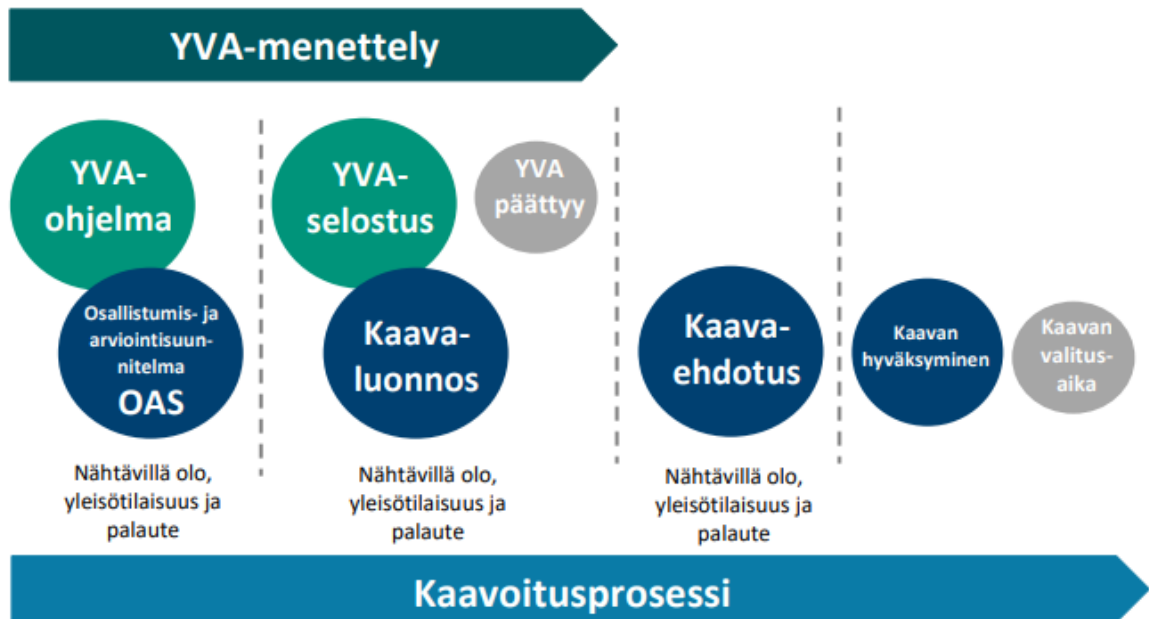 YVA-menettely
YVA-
ohjelma
YVA-
selostus
YVA
päättyy
Osallistumis- ja
arviointisuun-
nitelma
OAS
Kaava-
luonnos
Kaava-
ehdotus
Kaavan
hyväksyminen
Kaavan
valitus-
aika
Nähtävillä olo,
yleisötilaisuus ja
palaute
Nähtävillä olo,
yleisötilaisuus ja
palaute
Nähtävillä olo,
yleisötilaisuus ja
palaute
Kaavoitusprosessi